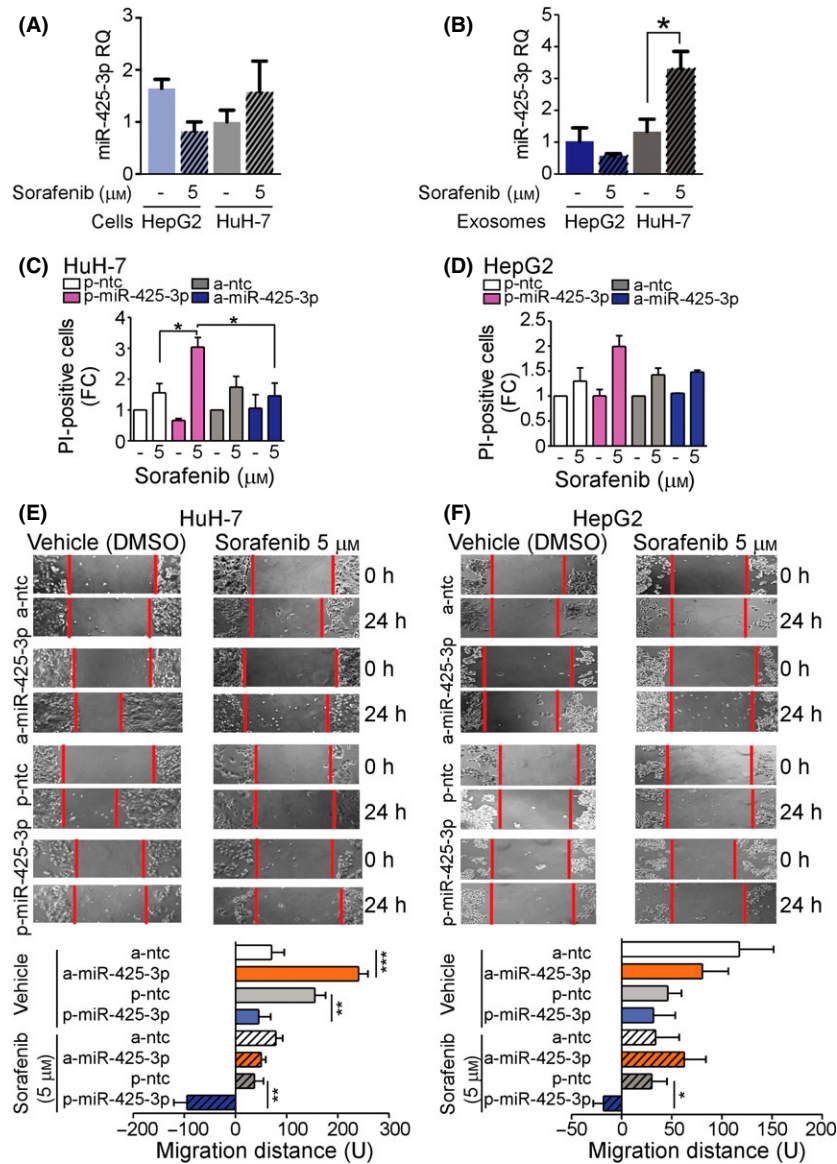 (A)
miR-425-3p RQ
3
2
1
0
Sorafenib (μM) - 5 - 5
Cells HepG2 HuH-7
(B)
miR-425-3p RQ
5
4
3
2
1
0
*
Sorafenib (μM) - 5 - 5
Exosomes HepG2 HuH-7
(C) HuH-7
p-ntc a-ntc
p-miR-425-3p a-miR-425-3p
PI-positive cells
(FC)
4
3
2
1
0
* *
- 5 - 5 - 5 - 5
Sorafenib (μM)
(D) HepG2
p-ntc a-ntc
p-miR-425-3p a-miR-425-3p
PI-positive cells
(FC)
2.5
2
1.5
1
0.5
0
- 5 - 5 - 5 - 5
Sorafenib (μM)
(E) HuH-7
Vehicle (DMSO) Sorafenib 5 μM
a-ntc
0 h
24 h
a-miR-425-3p
0 h
24 h
p-ntc
0 h
24 h
p-miR-425-3p
0 h
24 h
Vehicle
a-ntc
a-miR-425-3p
***
p-ntc
p-miR-425-3p
**
Sorafenib
(5 μM)
a-ntc
a-miR-425-3p
p-ntc
p-miR-425-3p
**
−200 −100 0 100 200 300
Migration distance (U)
(F) HepG2
Vehicle (DMSO) Sorafenib 5 μM
a-ntc
0 h
24 h
a-miR-425-3p
0 h
24 h
p-ntc
0 h
24 h
p-miR-425-3p
0 h
24 h
Vehicle
a-ntc
a-miR-425-3p
p-ntc
p-miR-425-3p
Sorafenib
(5 μM)
a-ntc
a-miR-425-3p
p-ntc
p-miR-425-3p
*
−50 0 50 100 150 200
Migration distance (U)